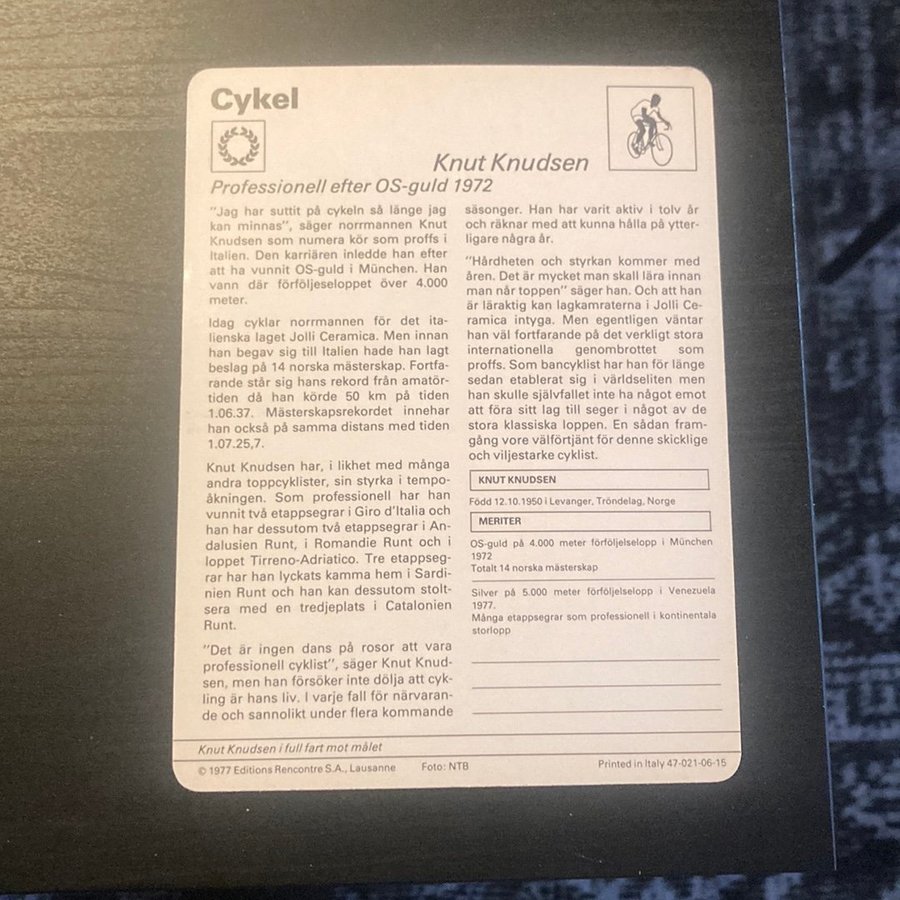 Cykel
Knut Knudsen
Professionell efter OS-guld 1972
"Jag har suttit på cykeln så länge jag
kan minnas", säger norrmannen Knut
Knudsen som numera kör som proffs i
Italien. Den karriären inledde han efter
att ha vunnit OS-guld i München. Han
vann där förföljeseloppet över 4.000
meter.
Idag cyklar norrmannen för det ita-
lienska laget Jolli Ceramica. Men innan
han begav sig till Italien hade han lagt
beslag på 14 norska mästerskap. Fortfa-
rande står sig hans rekord från amatör-
tiden då han körde 50 km på tiden
1.06.37. Mästerskapsrekordet innehar
han också på samma distans med tiden
1.07.25,7.
Knut Knudsen har, i likhet med många
andra toppcyklister, sin styrka i tempo-
åkningen. Som professionell har han
vunnit två etappsegrar i Giro d'Italia och
han har dessutom två etappsegrar i An-
dalusien Runt, i Romandie Runt och i
loppet Tirreno-Adriatico. Tre etappseg-
rar har han lyckats kamma hem i Sardi-
nien Runt och han kan dessutom stolt-
sera med en tredjeplats i Catalonien
Runt.
"Det är ingen dans på rosor att vara
professionell cyklist", säger Knut Knud-
sen, men han försöker inte dölja att cyk-
ling är hans liv. I varje fall för närvaran-
de och sannolikt under flera kommande
säsonger. Han har varit aktiv i tolv år
och räknar med att kunna hålla på ytter-
ligare några år.
"Hårdheten och styrkan kommer med
åren. Det är mycket man skall lära innan
man når toppen" säger han. Och att han
är läraktig kan lagkamraterna i Jolli Ce-
ramica intyga. Men egentligen väntar
han väl fortfarande på det verkligt stora
internationella genombrottet som
proffs. Som bancyklist har han för länge
sedan etablerat sig i världseliten men
han skulle självfallet inte ha något emot
att föra sitt lag till seger i något av de
stora klassiska loppen. En sådan fram-
gång vore välförtjänt för denne skicklige
och viljestarke cyklist.
KNUT KNUDSEN
Född 12.10.1950 i Levanger, Tröndelag, Norge
MERITER
OS-guld på 4.000 meter förföljelselopp i München
1972
Totalt 14 norska mästerskap
Silver på 5.000 meter förföljelselopp i Venezuela
1977.
Många etappsegrar som professionell i kontinentala
storlopp
Knut Knudsen i full fart mot målet
© 1977 Editions Rencontre S.A., Lausanne Foto: NTB Printed in Italy 47-021-06-15